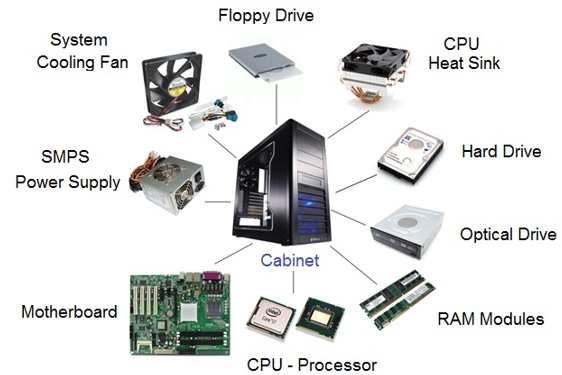 Floppy Drive
System
Cooling Fan
CPU
Heat Sink
SMPS
Power Supply
Hard Drive
Optical Drive
Cabinet
Motherboard
RAM Modules
CPU - Processor